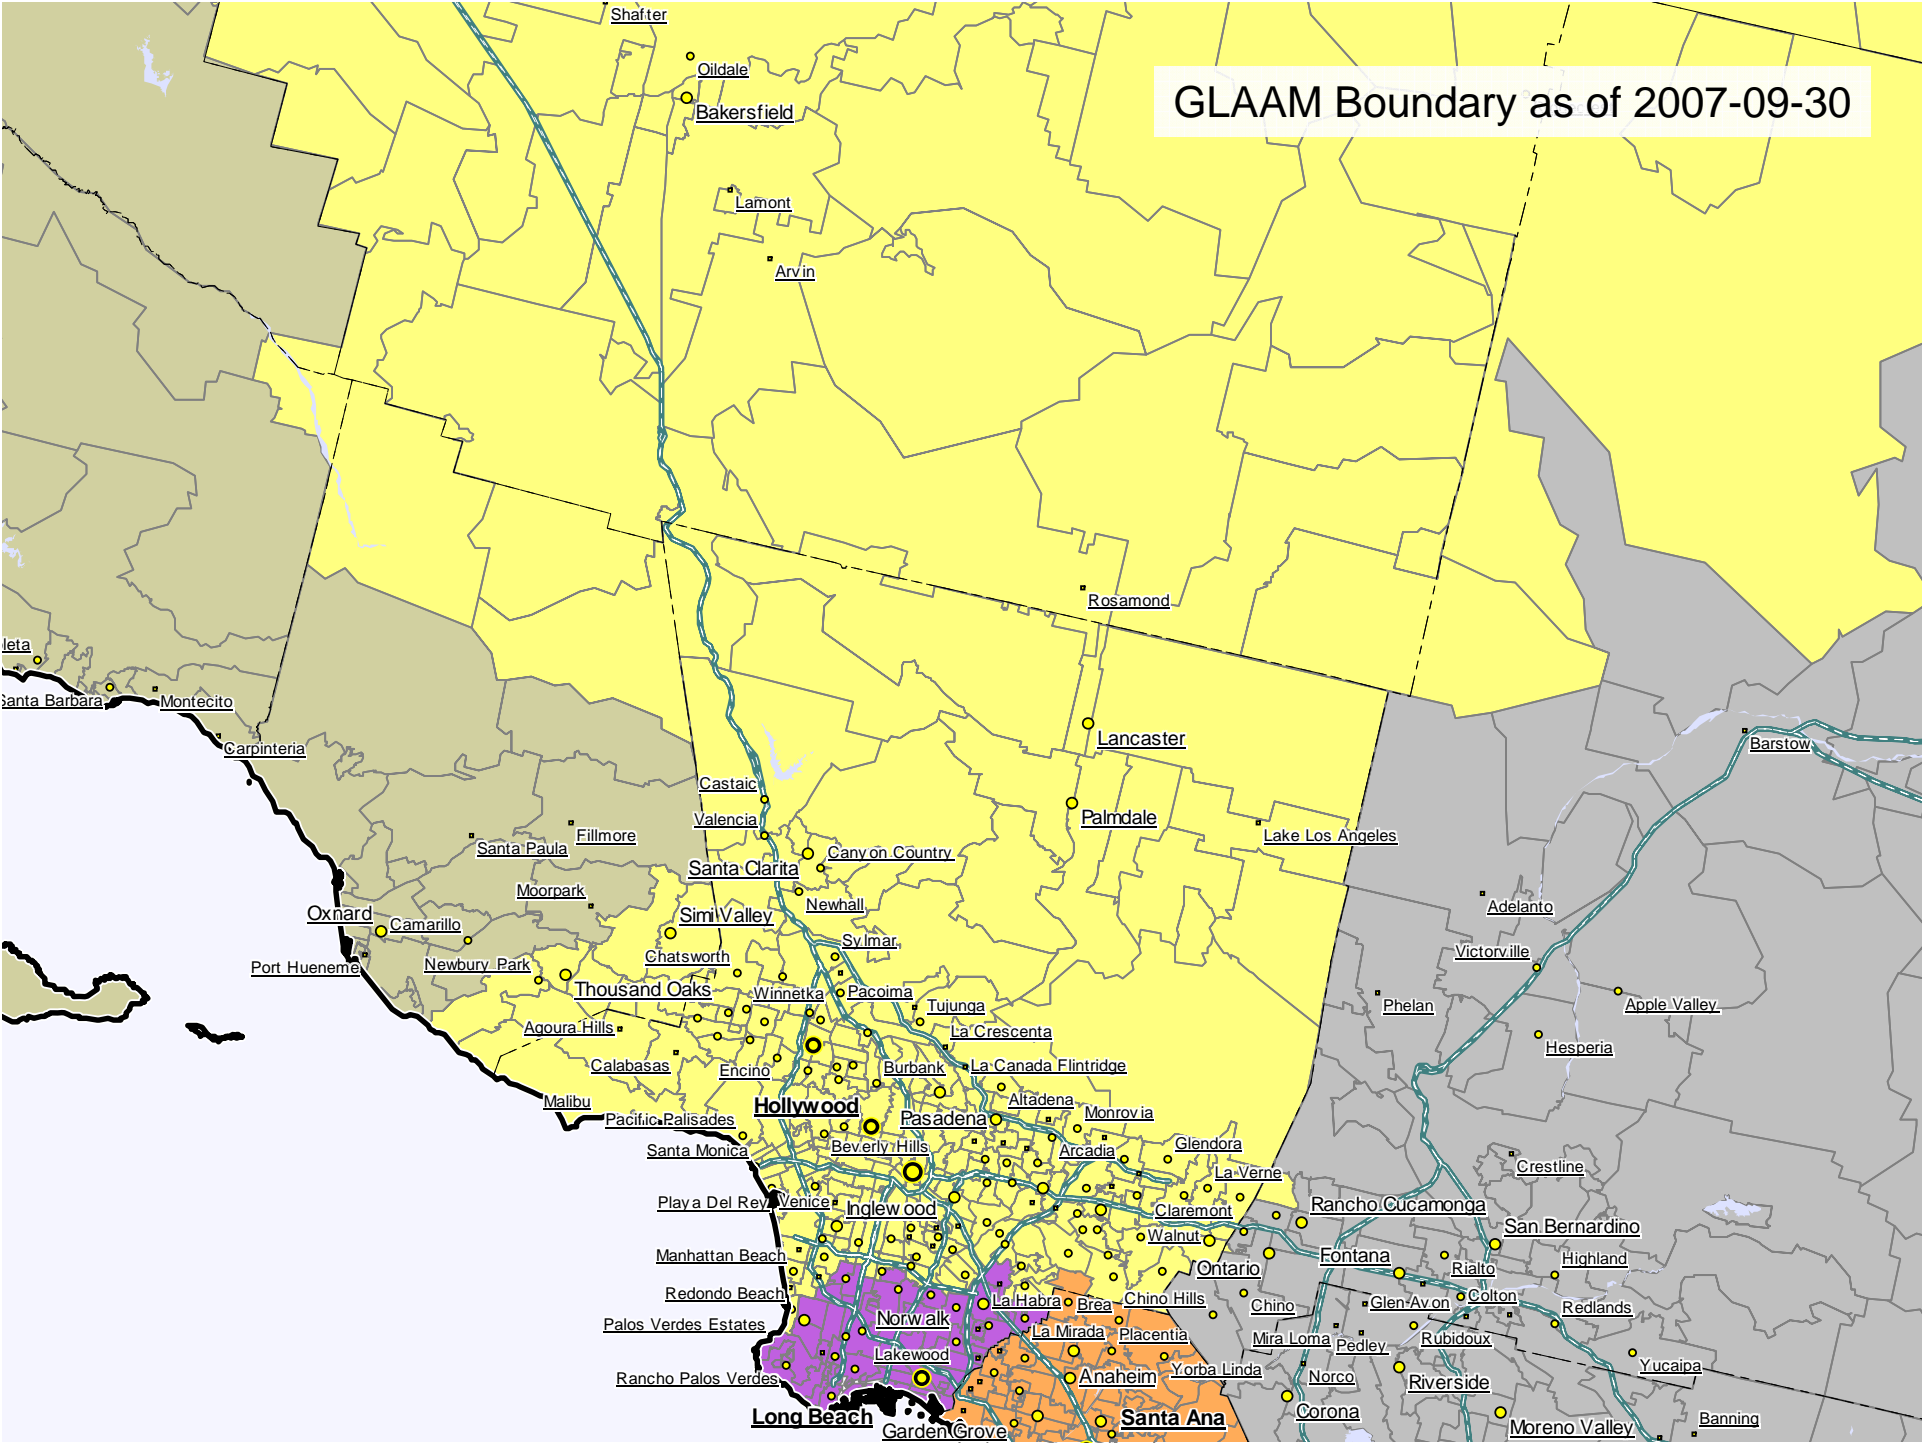 Shafter
Oildale
GLAAM Boundary as of 2007-09-30
Bakersfield
Lamont
Arvin
Rosamond
leta
Santa Barbara
Montecito
Carpinteria
Lancaster
Barstow
Castaic
Valencia
Palmdale
Lake Los Angeles
Santa Paula
Fillmore
Santa Clarita
Canyon Country
Moorpark
Newhall
Adelanto
Oxnard
Camarillo
Simi Valley
Sylmar
Victorville
Port Hueneme
Newbury Park
Chatsworth
Thousand Oaks
Winnetka
Pacoima
Tujunga
Phelan
Apple Valley
Agoura Hills
La Crescenta
Hesperia
Calabasas
Encino
Burbank
La Canada Flintridge
Malibu
Hollywood
Altadena
Pacific Palisades
Pasadena
Monrovia
Santa Monica
Beverly Hills
Arcadia
Glendora
La Verne
Crestline
Playa Del Rey
Venice
Inglewood
Claremont
Rancho Cucamonga
Walnut
San Bernardino
Manhattan Beach
Ontario
Fontana
Rialto
Highland
Redondo Beach
La Habra
Brea
Chino Hills
Chino
Glen Avon
Colton
Redlands
Palos Verdes Estates
Norwalk
La Mirada
Placentia
Mira Loma
Pedley
Rubidoux
Rancho Palos Verdes
Lakewood
Anaheim
Yorba Linda
Norco
Riverside
Yucaipa
Long Beach
Garden Grove
Santa Ana
Corona
Moreno Valley
Banning